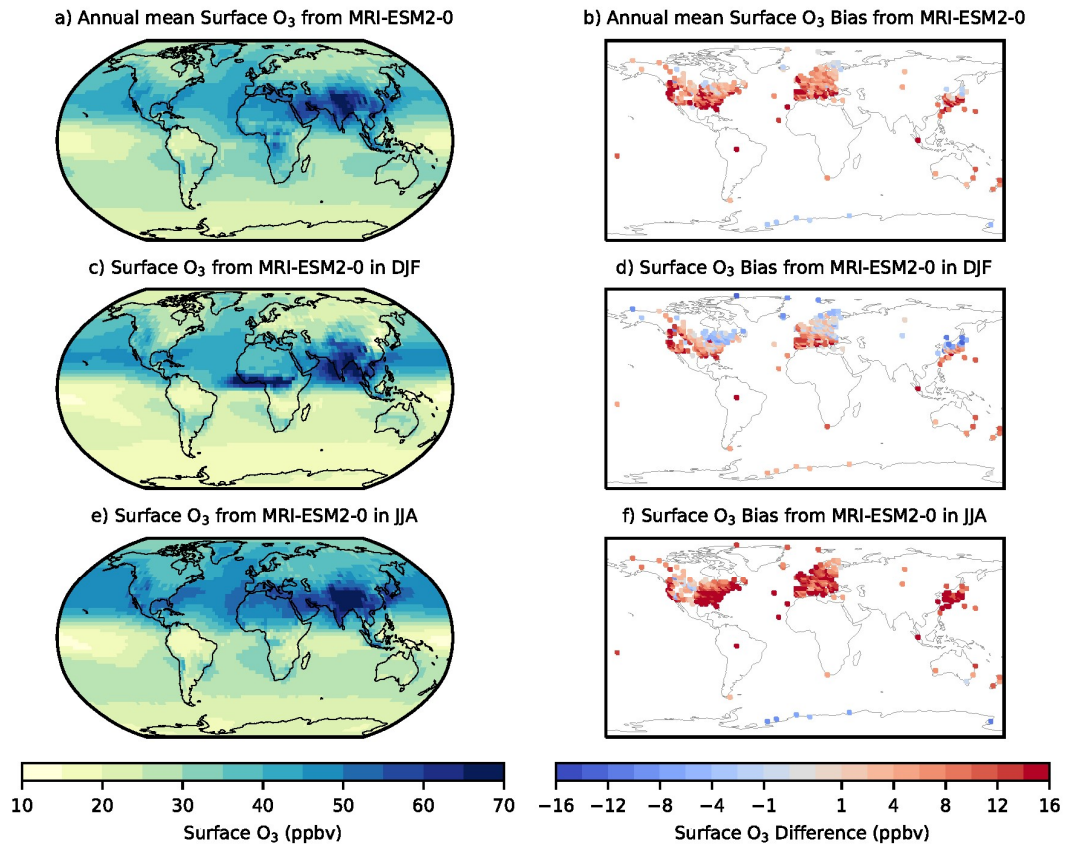 a) Annual mean Surface O₃ from MRI-ESM2-0
b) Annual mean Surface O₃ Bias from MRI-ESM2-0
c) Surface O₃ from MRI-ESM2-0 in DJF
d) Surface O₃ Bias from MRI-ESM2-0 in DJF
e) Surface O₃ from MRI-ESM2-0 in JJA
f) Surface O₃ Bias from MRI-ESM2-0 in JJA
10 20 30 40 50 60 70
Surface O₃ (ppbv)
−16 −12 −8 −4 −1 1 4 8 12 16
Surface O₃ Difference (ppbv)